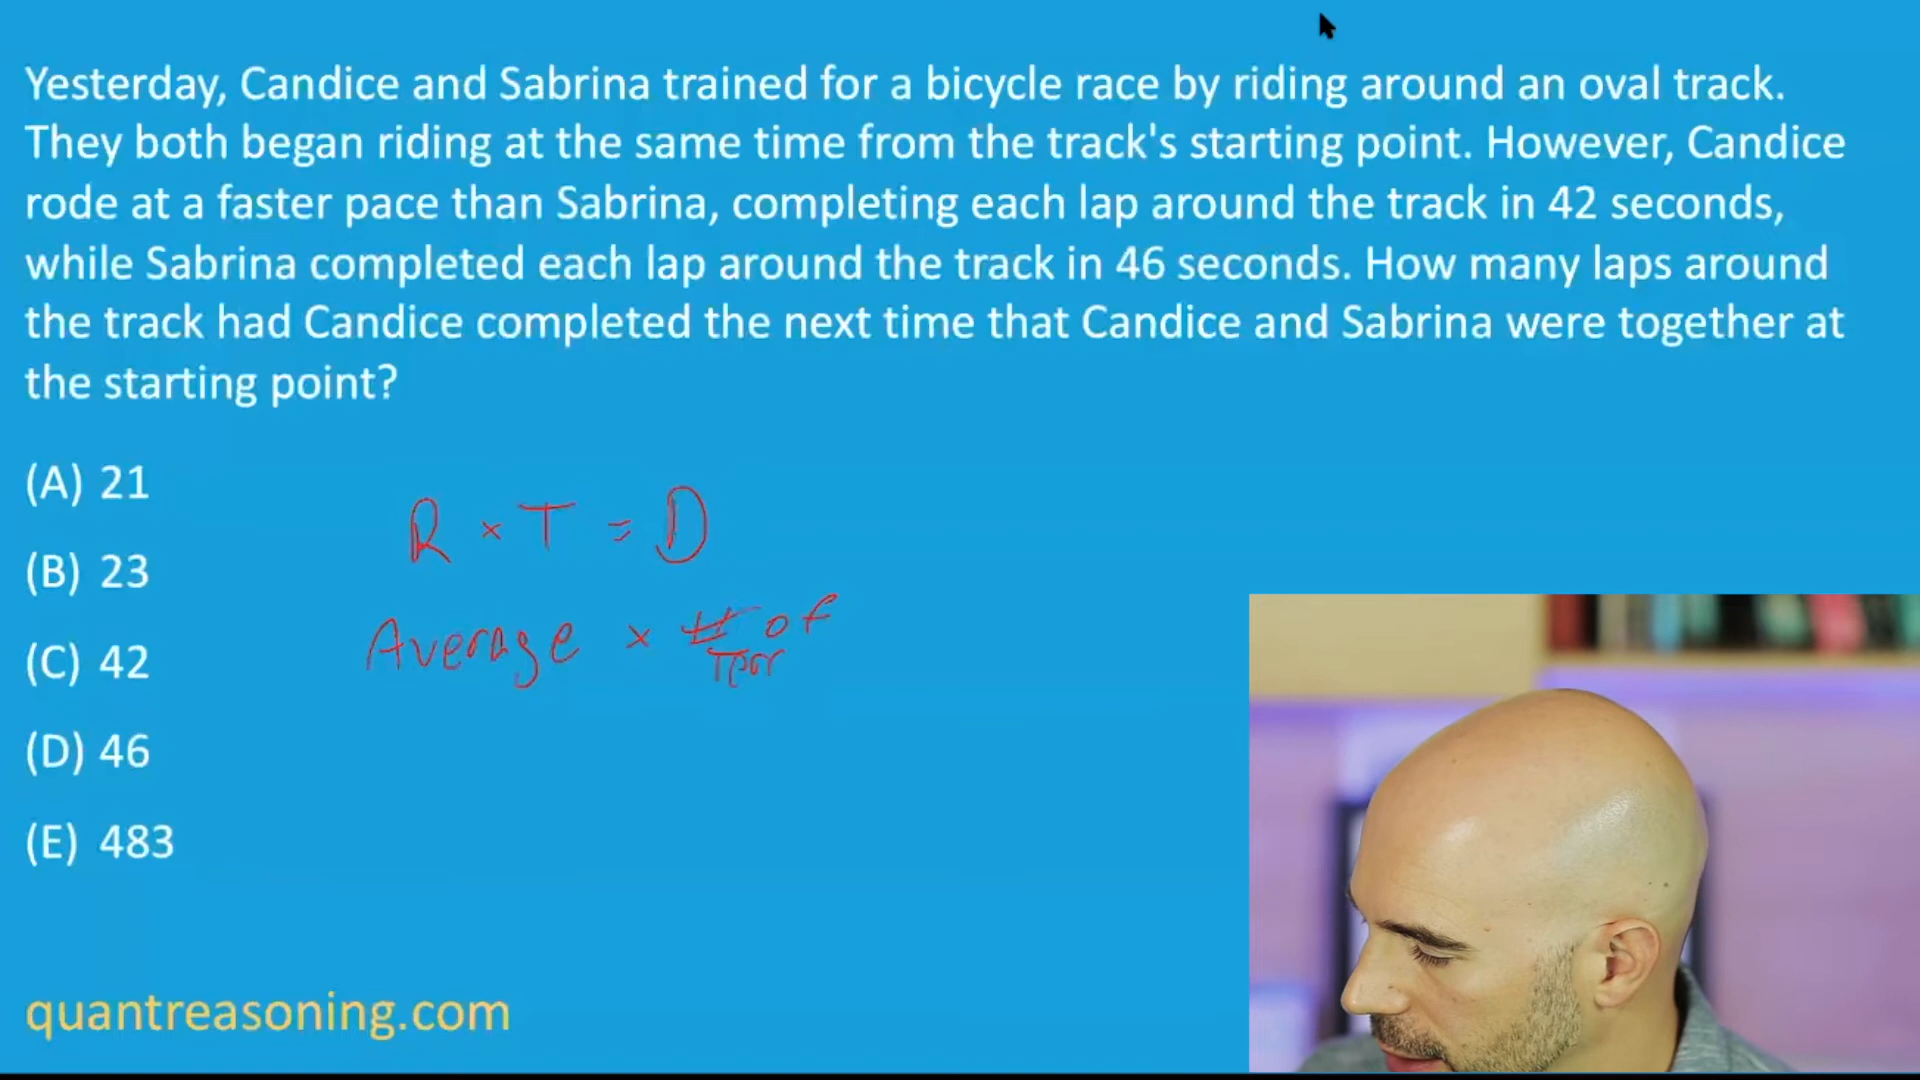 Yesterday, Candice and Sabrina trained for a bicycle race by riding around an oval track.
They both began riding at the same time from the track's starting point. However, Candice
rode at a faster pace than Sabrina, completing each lap around the track in 42 seconds,
while Sabrina completed each lap around the track in 46 seconds. How many laps around
the track had Candice completed the next time that Candice and Sabrina were together at
the starting point?
(A) 21
(B) 23
(C) 42
(D) 46
(E) 483
R × T = D
Average × # of
quantreasoning.com